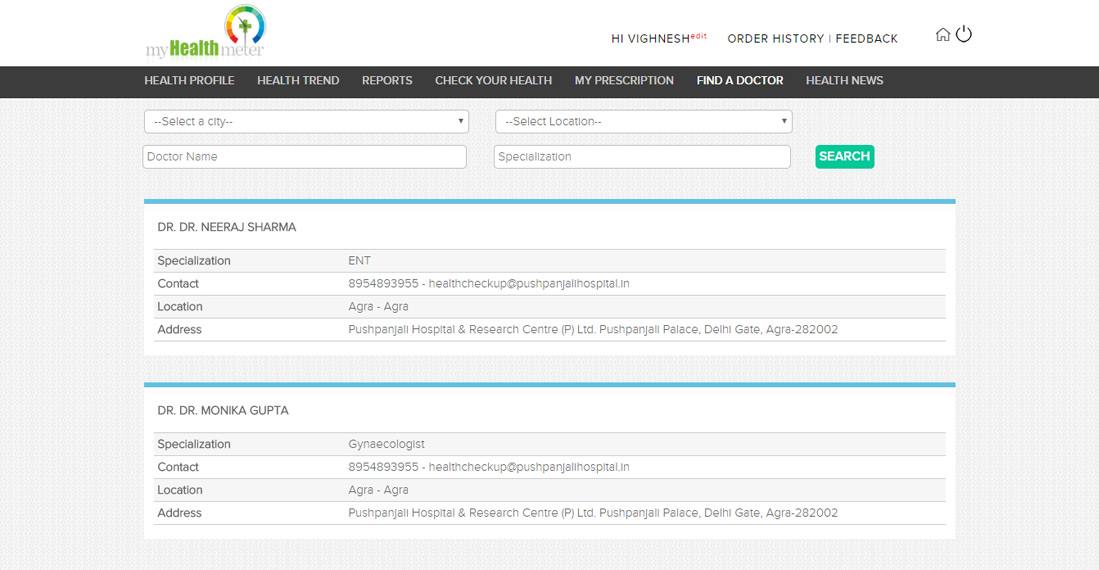 myHealthmeter
HI VIGHNESH edit ORDER HISTORY | FEEDBACK
HEALTH PROFILE HEALTH TREND REPORTS CHECK YOUR HEALTH MY PRESCRIPTION FIND A DOCTOR HEALTH NEWS
--Select a city-- --Select Location--
Doctor Name Specialization SEARCH
DR. DR. NEERAJ SHARMA
Specialization ENT
Contact 8954893955 - healthcheckup@pushpanjalihospital.in
Location Agra - Agra
Address Pushpanjali Hospital & Research Centre (P) Ltd. Pushpanjali Palace, Delhi Gate, Agra-282002
DR. DR. MONIKA GUPTA
Specialization Gynaecologist
Contact 8954893955 - healthcheckup@pushpanjalihospital.in
Location Agra - Agra
Address Pushpanjali Hospital & Research Centre (P) Ltd. Pushpanjali Palace, Delhi Gate, Agra-282002